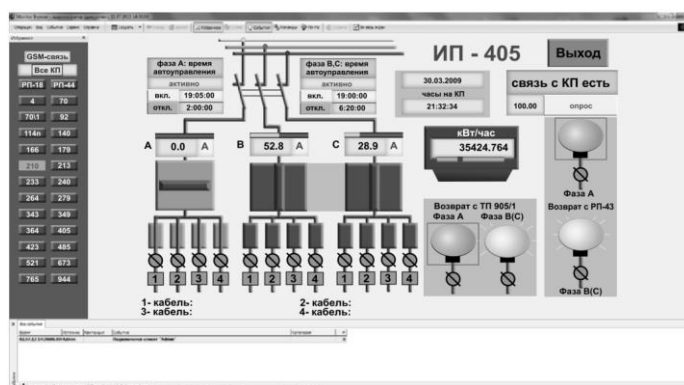 GSM-связь
Все КП
РП-18 РП-44
4 70
70\1 92
114п 140
166 179
210 213
233 240
264 279
343 349
364 405
423 485
521 673
765 944
фаза А: время
автоуправления
активно
вкл. 19:05:00
откл. 2:00:00
фаза В,С: время
автоуправления
активно
вкл. 19:00:00
откл. 6:20:00
ИП - 405
Выход
30.03.2009
часы на КП
21:32:34
связь с КП есть
100.00 опрос
A 0.0 A
B 52.8 A
C 28.9 A
кВт/час
35424.764
Фаза А
Возврат с ТП 905/1
Фаза А Фаза В(С)
Возврат с РП-43
Фаза В(С)
1 2 3 4
1 2 3 4
1 2 3 4
1- кабель: 2- кабель:
3- кабель: 4- кабель: